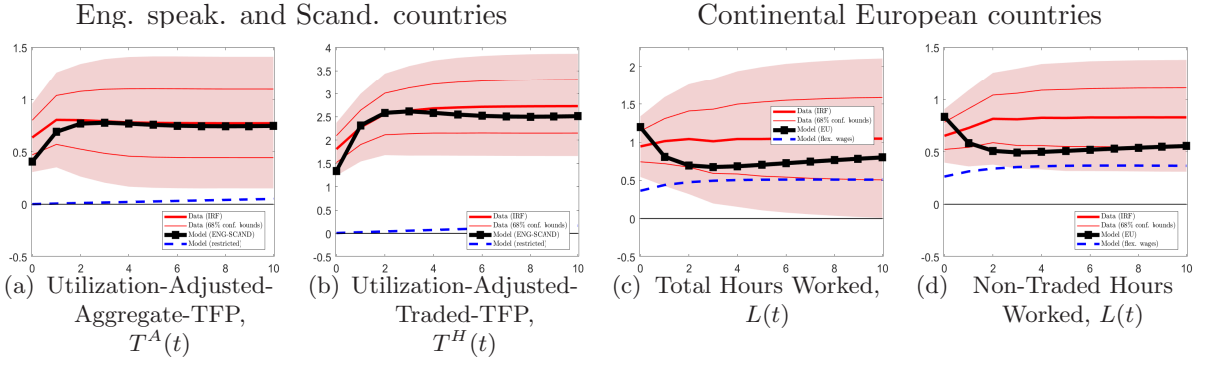 Eng. speak. and Scand. countries
Continental European countries
1.5
1
0.5
0
-0.5
0 2 4 6 8 10
Data (IRF)
Data (68% conf. bounds)
Model (ENG-SCAND)
Model (restricted)
4
3.5
3
2.5
2
1.5
1
0.5
0
-0.5
0 2 4 6 8 10
Data (IRF)
Data (68% conf. bounds)
Model (ENG-SCAND)
Model (restricted)
2
1.5
1
0.5
0
-0.5
0 2 4 6 8 10
Data (IRF)
Data (68% conf. bounds)
Model (EU)
Model (flex. wages)
1.5
1
0.5
0
-0.5
0 2 4 6 8 10
Data (IRF)
Data (68% conf. bounds)
Model (EU)
Model (flex. wages)
(a) Utilization-Adjusted-
Aggregate-TFP,
T^A(t)
(b) Utilization-Adjusted-
Traded-TFP,
T^H(t)
(c) Total Hours Worked,
L(t)
(d) Non-Traded Hours
Worked, L(t)